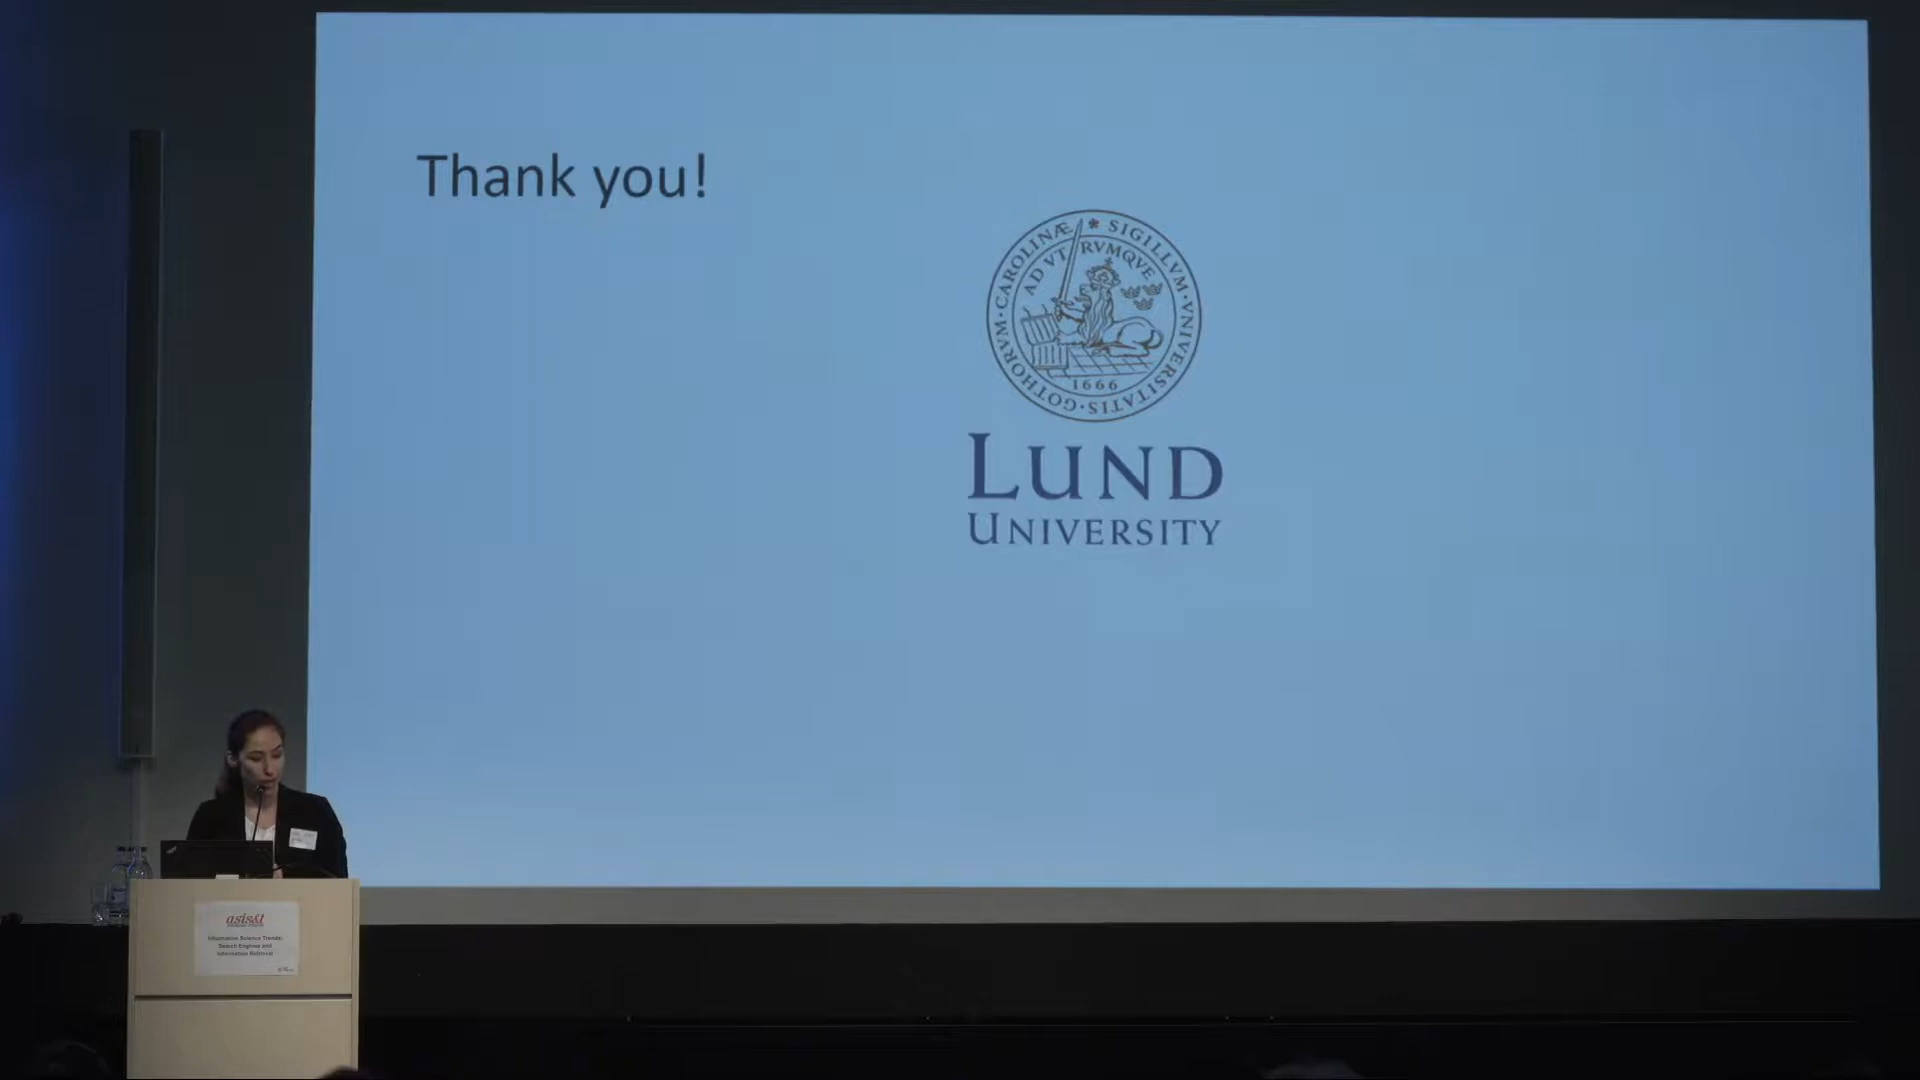 Thank you!
SIGILLVM · VNIVERSITATIS · GOTHORVM · CAROLINÆ *
AD VTRVMQVE
1666
LUND
UNIVERSITY
asis&t
Information Science Trends:
Search Engines and
Information Retrieval